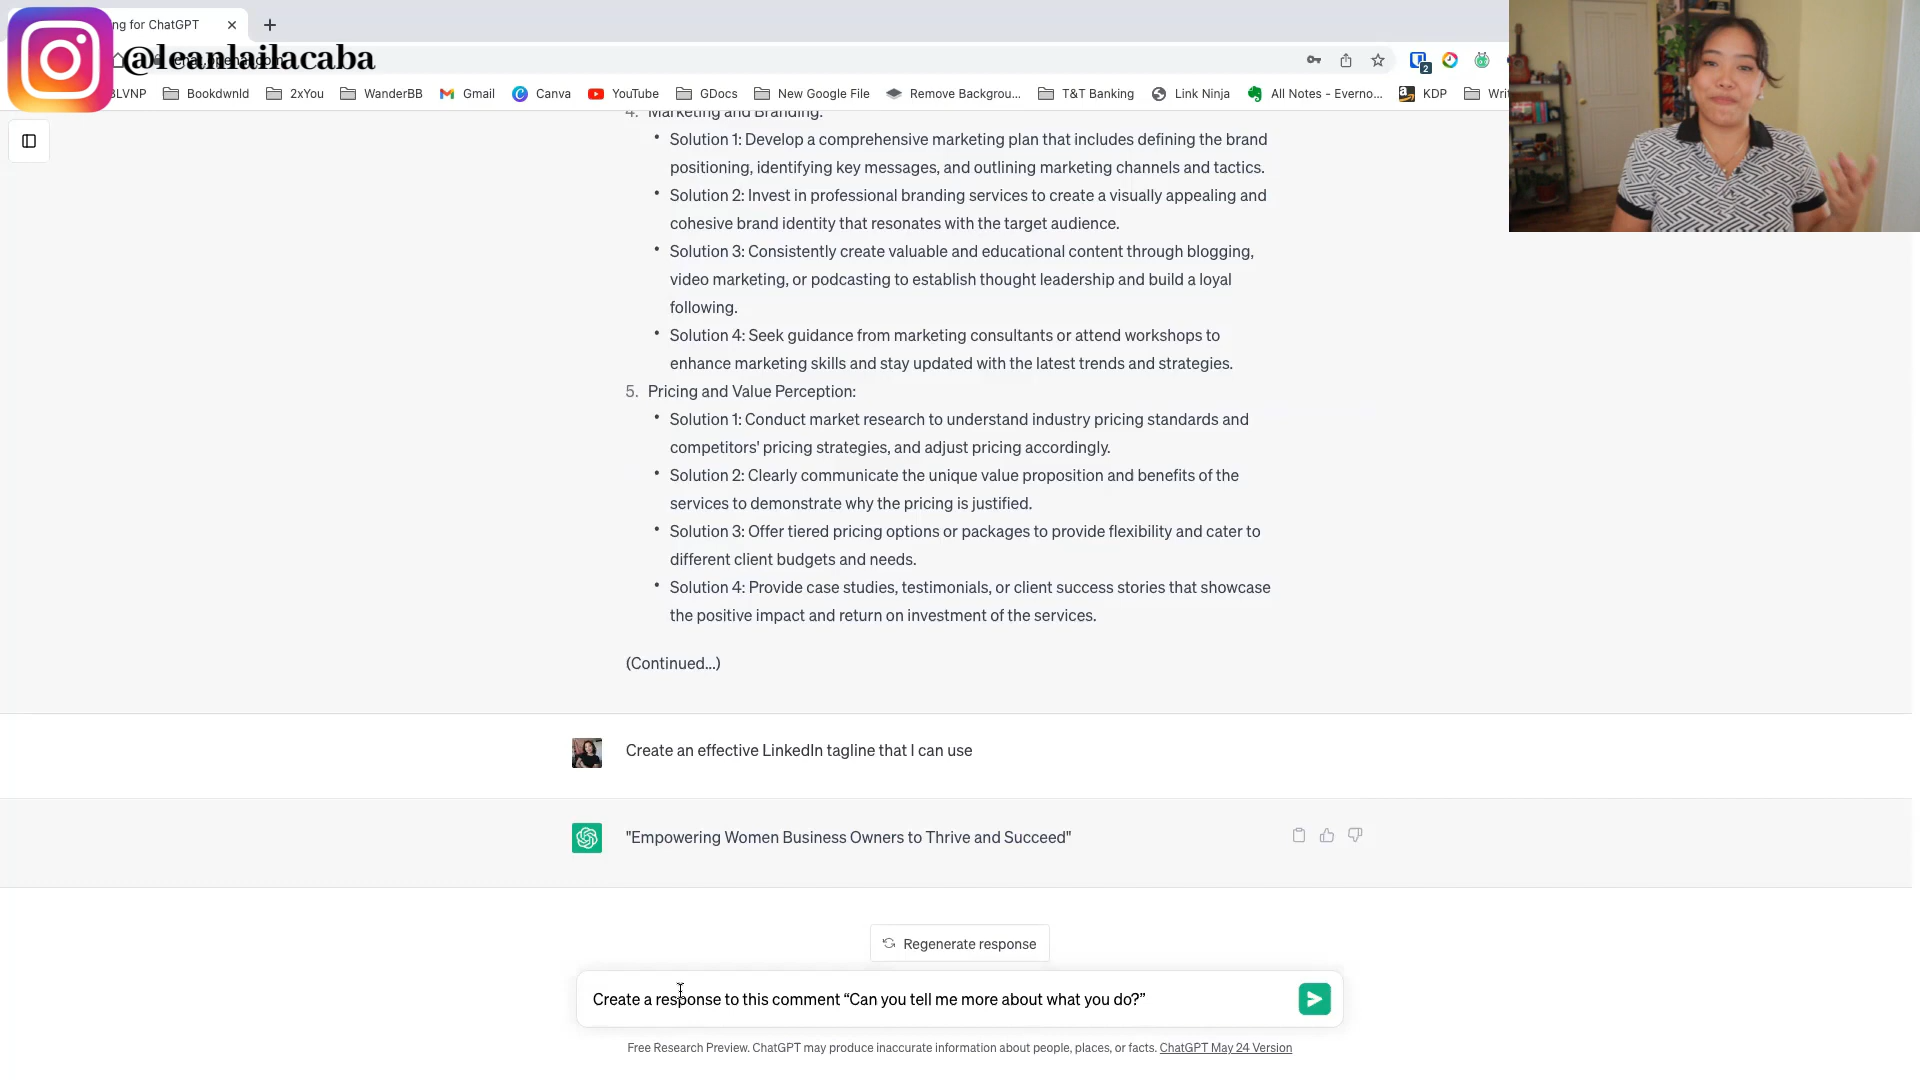 ng for ChatGPT
@leanlailacaba
2
BLVNP
Bookdwnld
2xYou
WanderBB
Gmail
Canva
YouTube
GDocs
New Google File
Remove Backgrou...
T&T Banking
Link Ninja
All Notes - Everno...
KDP
Writ
4. Marketing and Branding:
• Solution 1: Develop a comprehensive marketing plan that includes defining the brand
positioning, identifying key messages, and outlining marketing channels and tactics.
• Solution 2: Invest in professional branding services to create a visually appealing and
cohesive brand identity that resonates with the target audience.
• Solution 3: Consistently create valuable and educational content through blogging,
video marketing, or podcasting to establish thought leadership and build a loyal
following.
• Solution 4: Seek guidance from marketing consultants or attend workshops to
enhance marketing skills and stay updated with the latest trends and strategies.
5. Pricing and Value Perception:
• Solution 1: Conduct market research to understand industry pricing standards and
competitors' pricing strategies, and adjust pricing accordingly.
• Solution 2: Clearly communicate the unique value proposition and benefits of the
services to demonstrate why the pricing is justified.
• Solution 3: Offer tiered pricing options or packages to provide flexibility and cater to
different client budgets and needs.
• Solution 4: Provide case studies, testimonials, or client success stories that showcase
the positive impact and return on investment of the services.
(Continued...)
Create an effective LinkedIn tagline that I can use
"Empowering Women Business Owners to Thrive and Succeed"
Regenerate response
Create a response to this comment “Can you tell me more about what you do?”
Free Research Preview. ChatGPT may produce inaccurate information about people, places, or facts. ChatGPT May 24 Version